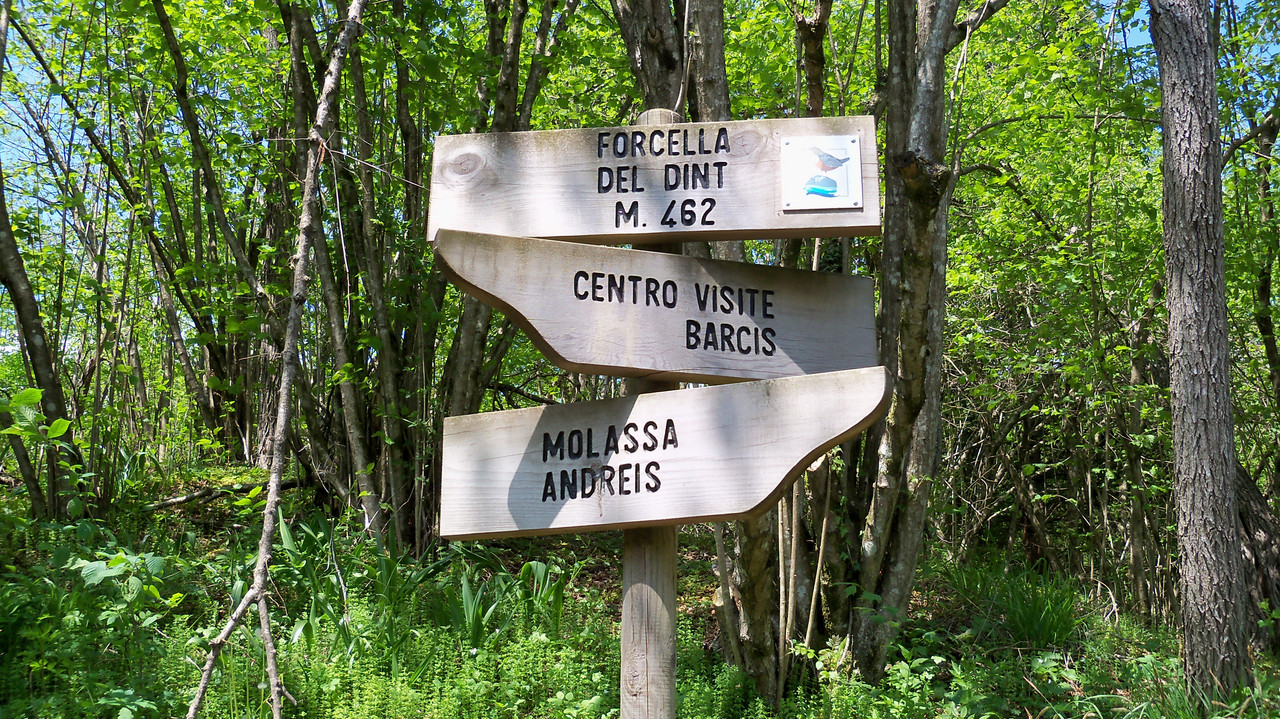 FORCELLA
DEL DINT
M. 462
CENTRO VISITE
BARCIS
MOLASSA
ANDREIS